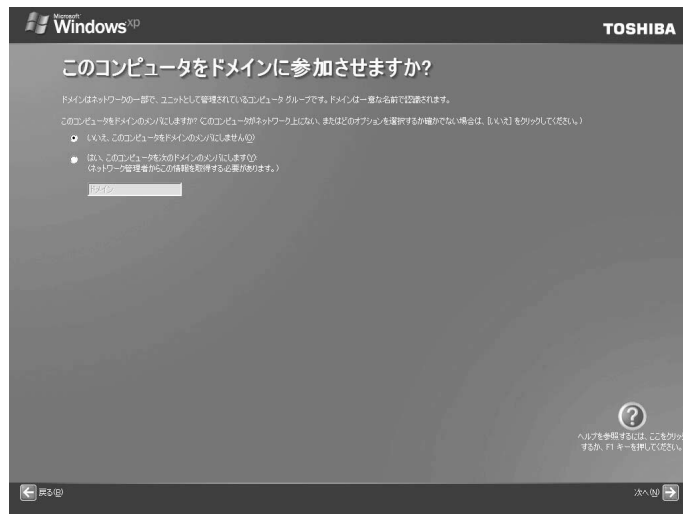 Microsoft
Windows xp
TOSHIBA
このコンピュータをドメインに参加させますか?
ドメインはネットワークの一部で、ユニットとして管理されているコンピュータ グループです。ドメインは一意な名前で認識されます。
このコンピュータをドメインのメンバにしますか? (このコンピュータがネットワーク上にない、またはどのオプションを選択するか確かでない場合は、[いいえ] をクリックしてください。)
いいえ、このコンピュータをドメインのメンバにしません(O)
はい、このコンピュータを次のドメインのメンバにします(Y)
(ネットワーク管理者からこの情報を取得する必要があります。)
ドメイン
ヘルプを参照するには、ここをクリッ
するか、F1 キーを押してください。
戻る(B)
次へ(N)